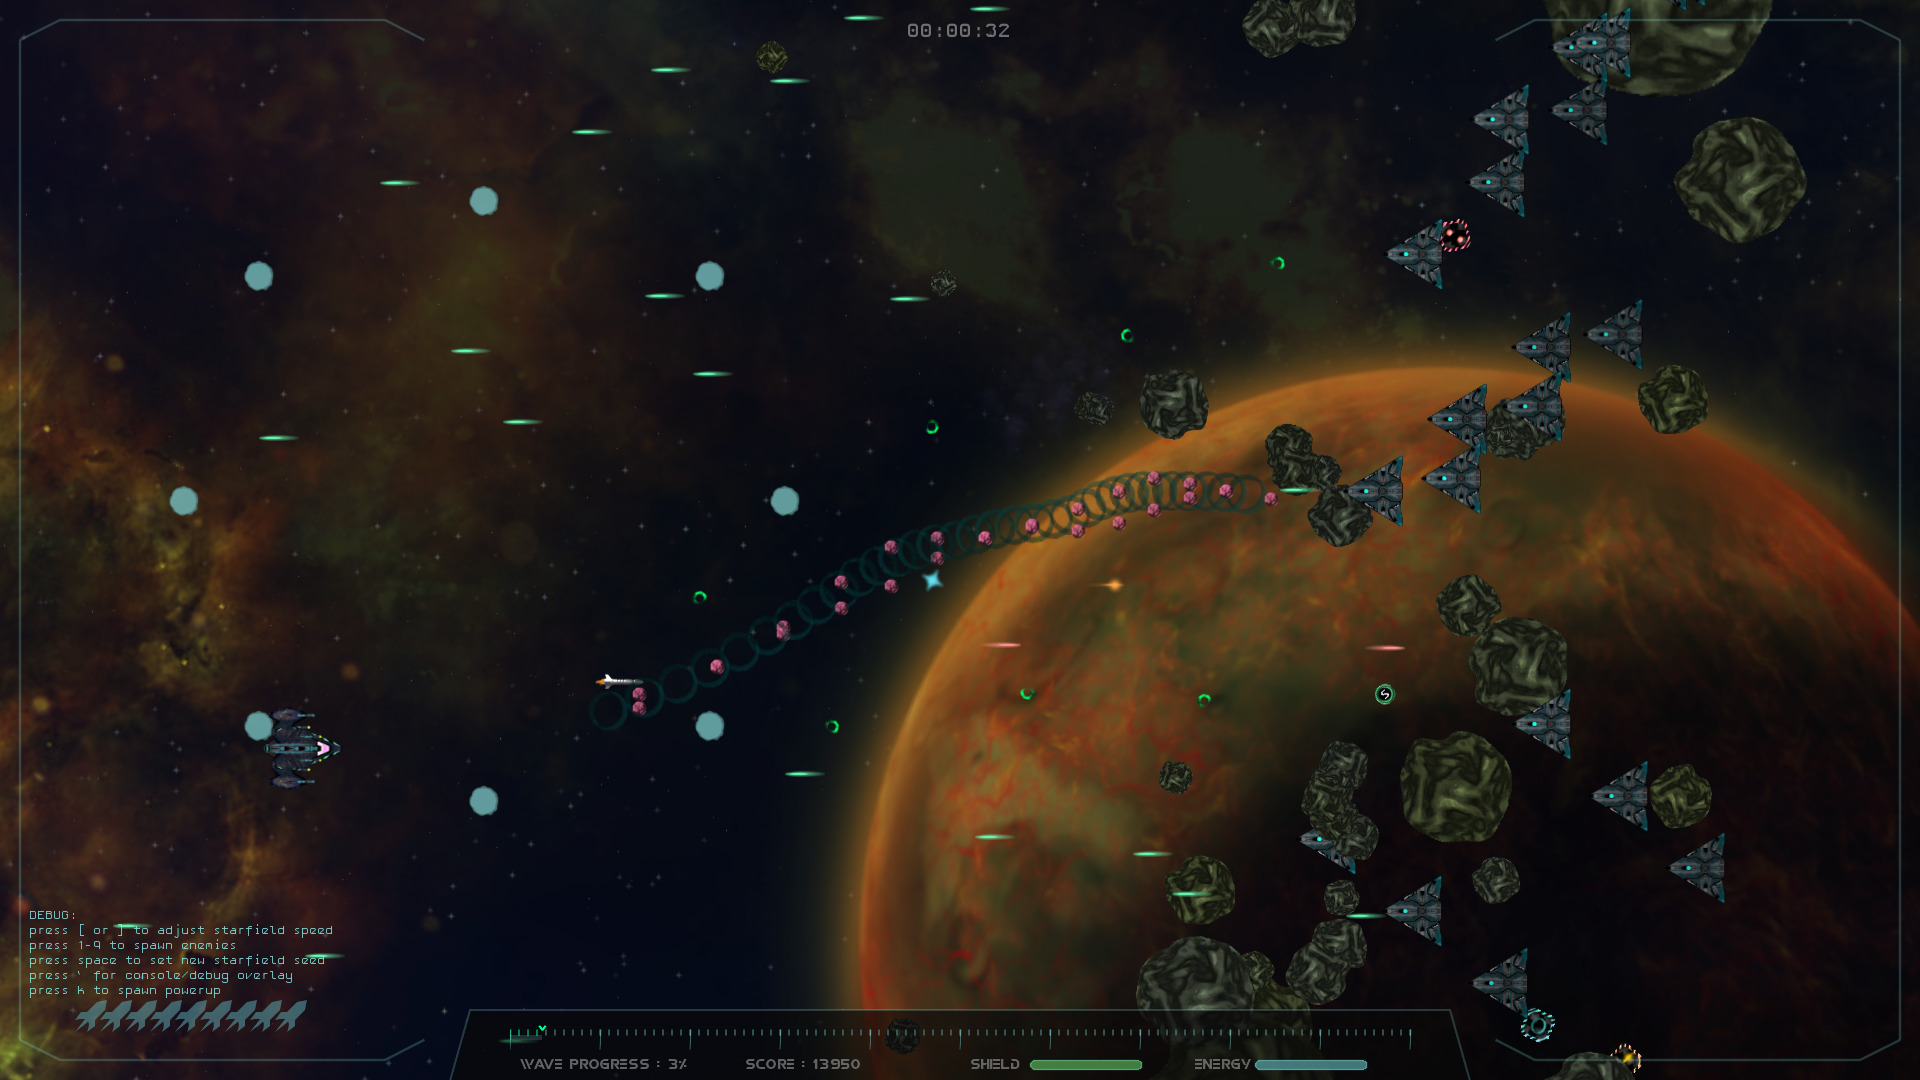 00:00:32
DEBUG:
press [ or ] to adjust starfield speed
press 1-9 to spawn enemies
press space to set new starfield seed
press ` for console/debug overlay
press k to spawn powerup
WAVE PROGRESS : 3% SCORE : 13950 SHIELD ENERGY